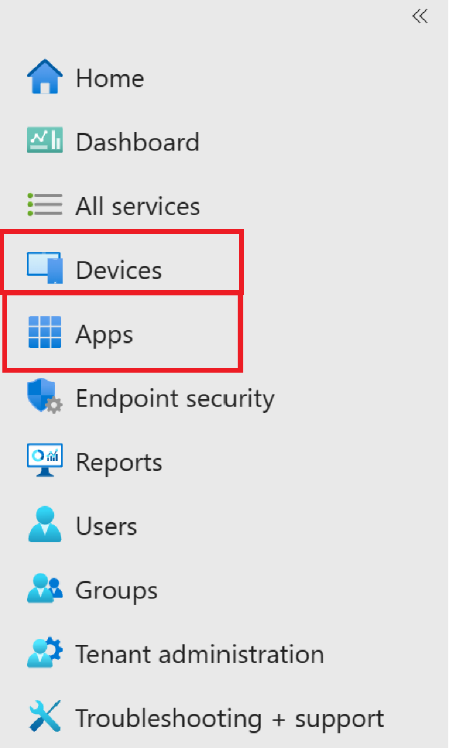 Home
Dashboard
All services
Devices
Apps
Endpoint security
Reports
Users
Groups
Tenant administration
Troubleshooting + support